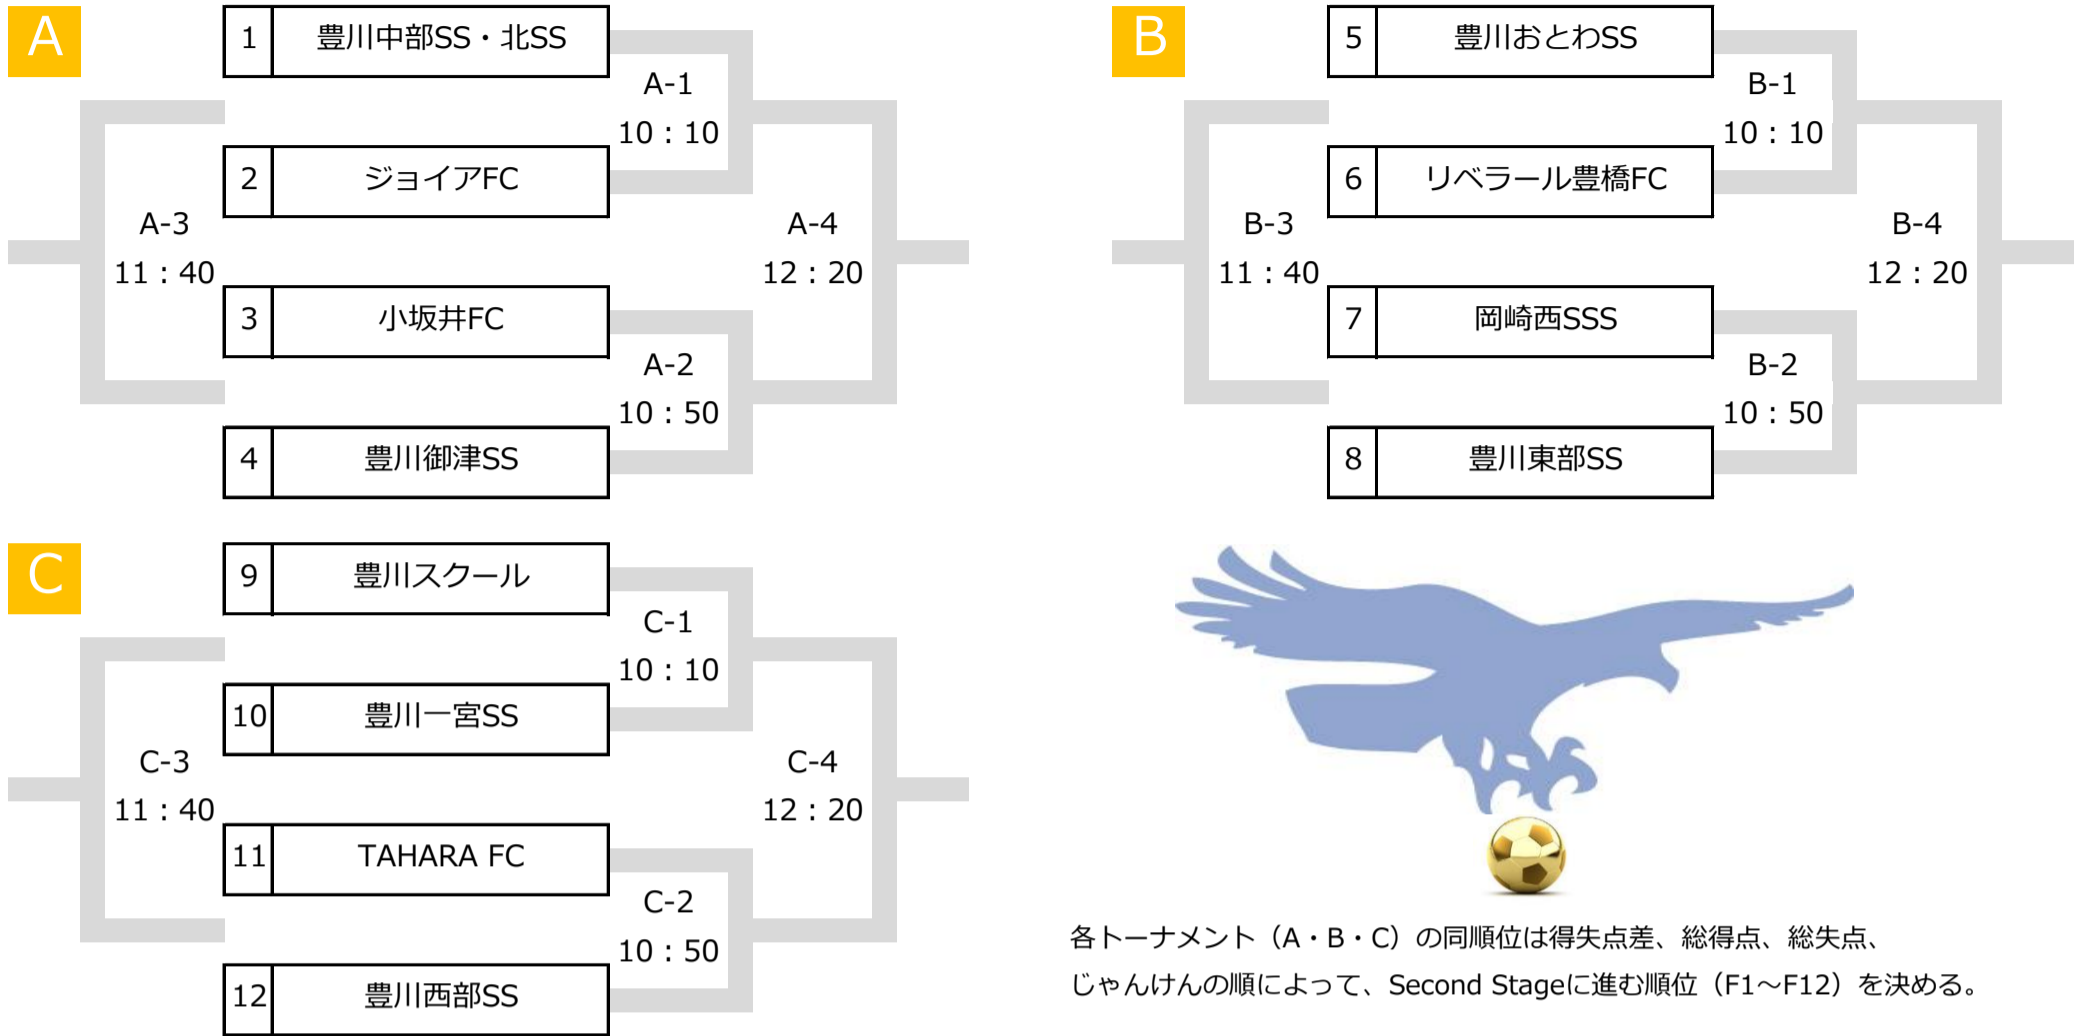 A
1 豊川中部SS・北SS
A-1
10：10
2 ジョイアFC
A-3
11：40
A-4
12：20
3 小坂井FC
A-2
10：50
4 豊川御津SS
B
5 豊川おとわSS
B-1
10：10
6 リベラール豊橋FC
B-3
11：40
B-4
12：20
7 岡崎西SSS
B-2
10：50
8 豊川東部SS
C
9 豊川スクール
C-1
10：10
10 豊川一宮SS
C-3
11：40
C-4
12：20
11 TAHARA FC
C-2
10：50
12 豊川西部SS
各トーナメント（A・B・C）の同順位は得失点差、総得点、総失点、
じゃんけんの順によって、Second Stageに進む順位（F1～F12）を決める。